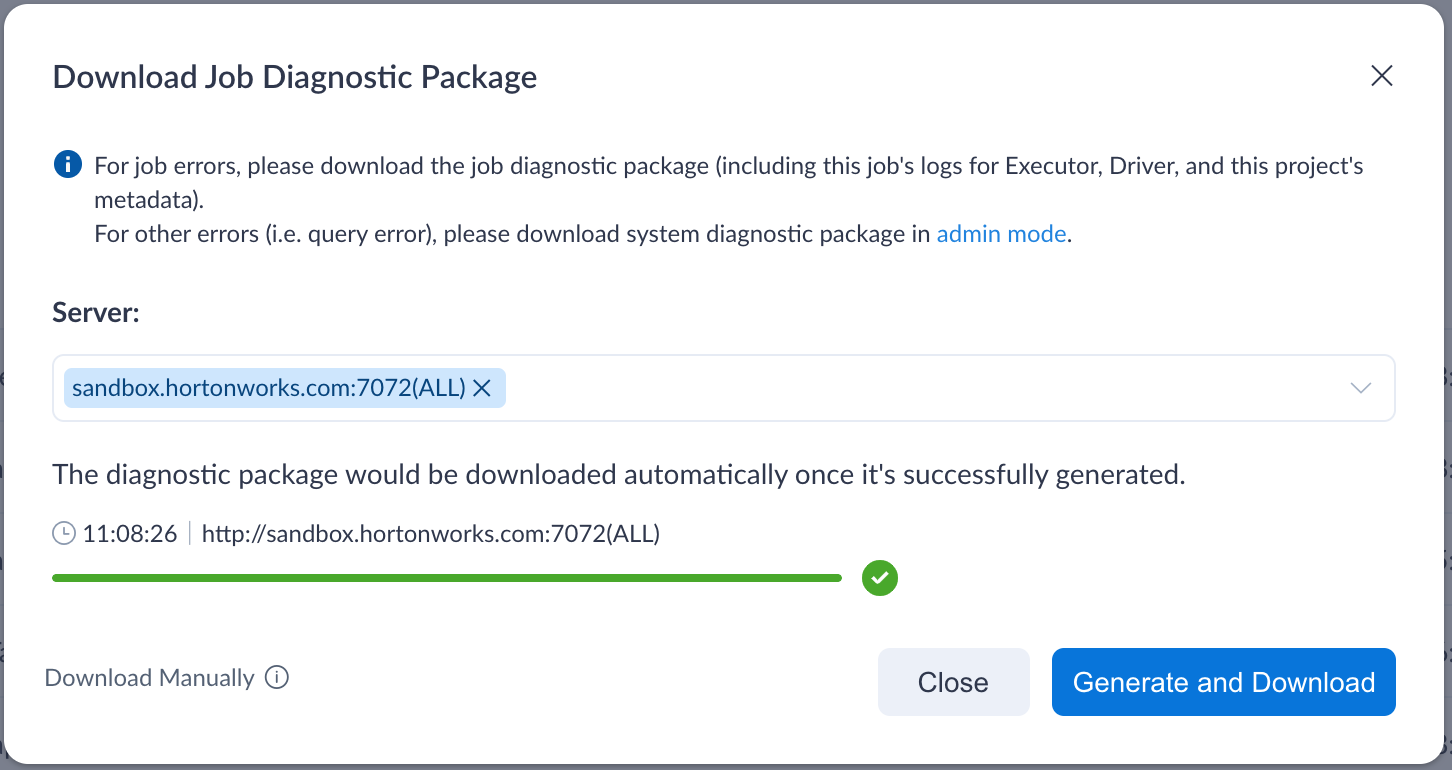 Download Job Diagnostic Package
For job errors, please download the job diagnostic package (including this job's logs for Executor, Driver, and this project's
metadata).
For other errors (i.e. query error), please download system diagnostic package in admin mode.
Server:
sandbox.hortonworks.com:7072(ALL)
The diagnostic package would be downloaded automatically once it's successfully generated.
11:08:26 | http://sandbox.hortonworks.com:7072(ALL)
Download Manually
Close
Generate and Download